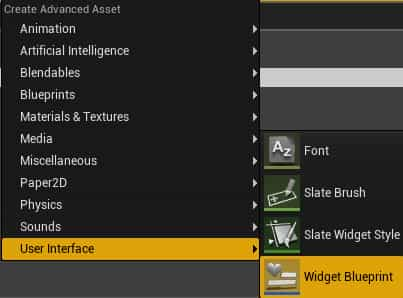 Create Advanced Asset
Animation
Artificial Intelligence
Blendables
Blueprints
Materials & Textures
Media
Miscellaneous
Paper2D
Physics
Sounds
User Interface
Az
Font
Slate Brush
Slate Widget Style
Widget Blueprint